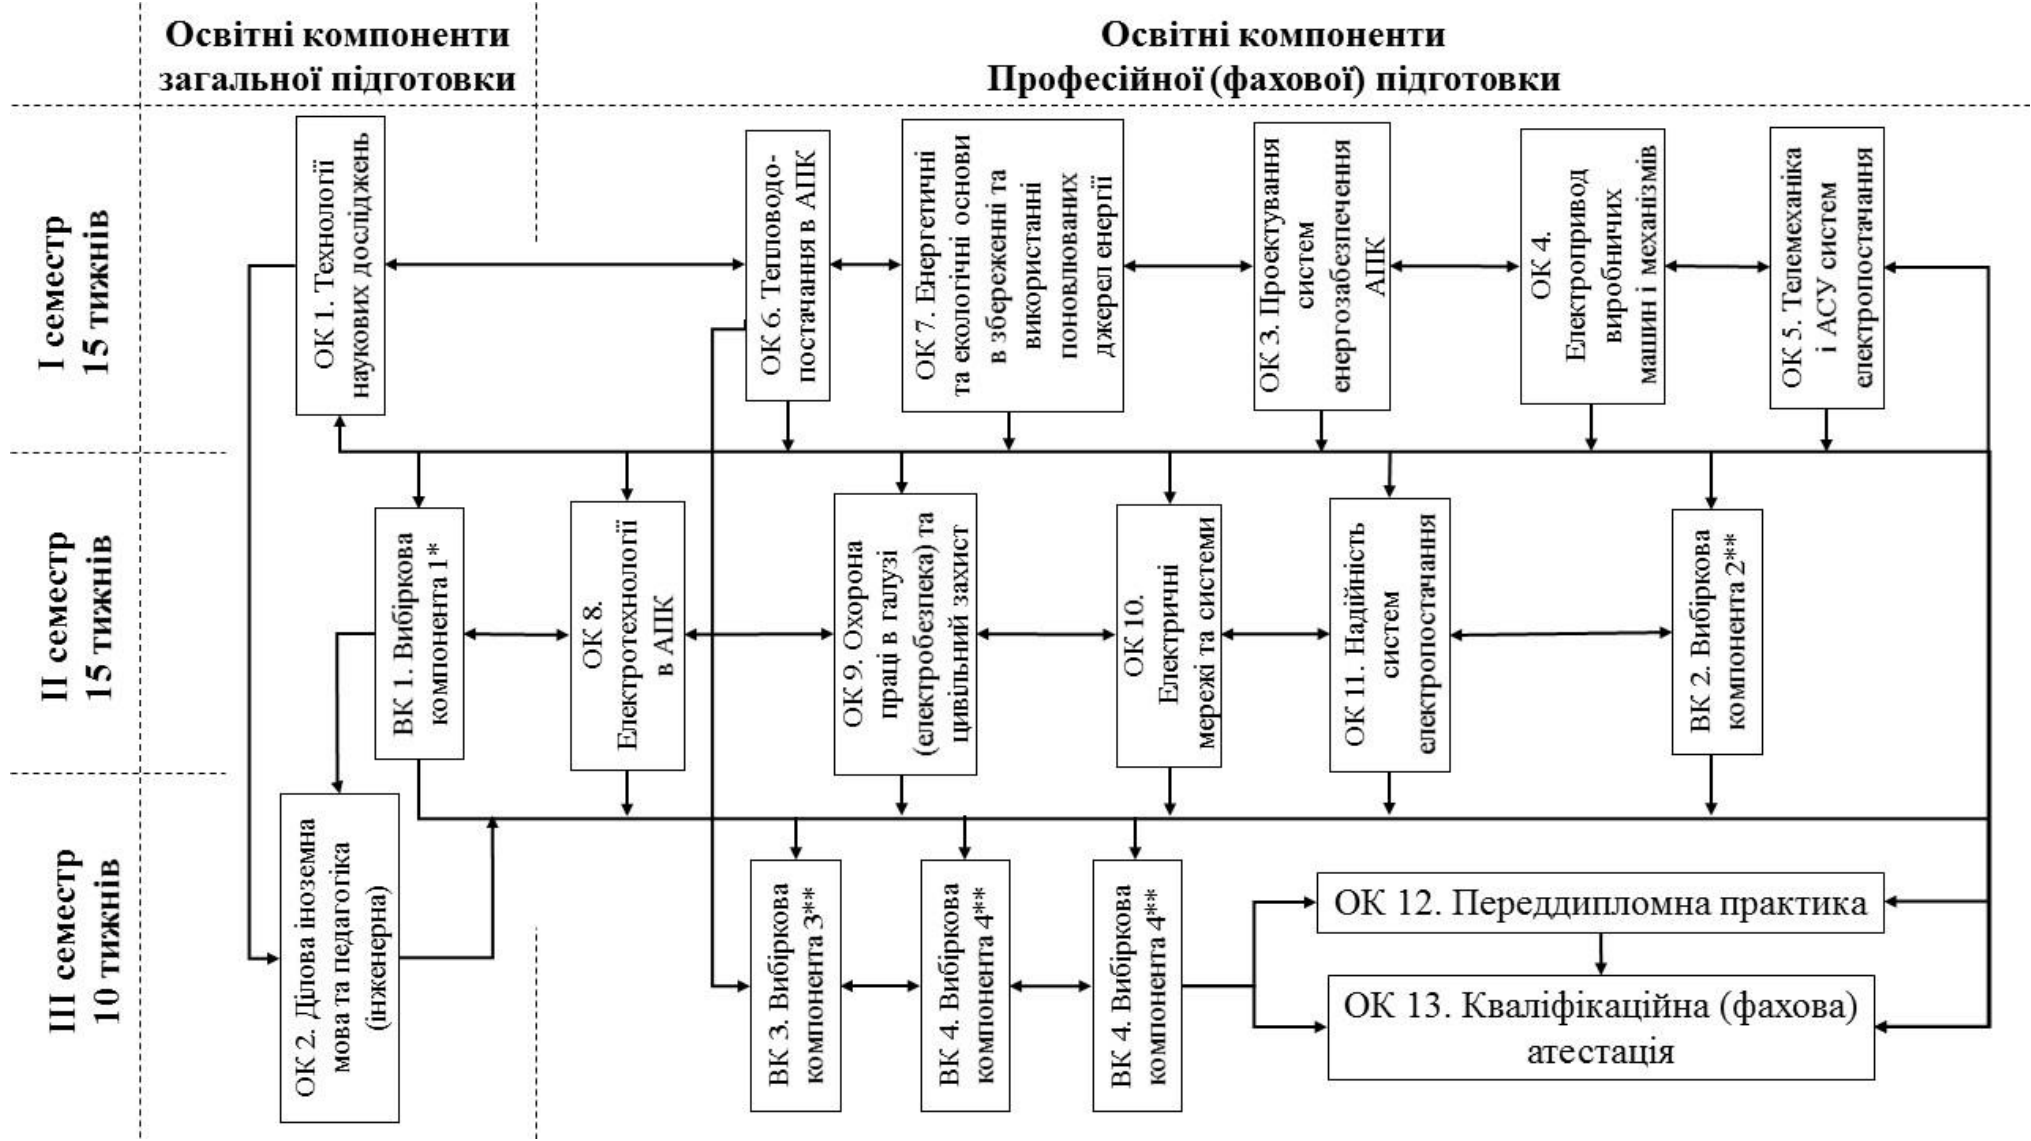 Освітні компоненти
загальної підготовки
Освітні компоненти
Професійної (фахової) підготовки
І семестр
15 тижнів
ОК 1. Технології
наукових досліджень
ОК 6. Тепловодо-
постачання в АПК
ОК 7. Енергетичні
та екологічні основи
в збереженні та
використанні
поновлюваних
джерел енергії
ОК 3. Проектування
систем
енергозабезпечення
АПК
ОК 4.
Електропривод
виробничих
машин і механізмів
ОК 5. Телемеханіка
і АСУ систем
електропостачання
ІІ семестр
15 тижнів
ВК 1. Вибіркова
компонента 1*
ОК 8.
Електротехнології
в АПК
ОК 9. Охорона
праці в галузі
(електробезпека) та
цивільний захист
ОК 10.
Електричні
мережі та системи
ОК 11. Надійність
систем
електропостачання
ВК 2. Вибіркова
компонента 2**
ІІІ семестр
10 тижнів
ОК 2. Ділова іноземна
мова та педагогіка
(інженерна)
ВК 3. Вибіркова
компонента 3**
ВК 4. Вибіркова
компонента 4**
ВК 4. Вибіркова
компонента 4**
ОК 12. Переддипломна практика
ОК 13. Кваліфікаційна (фахова)
атестація